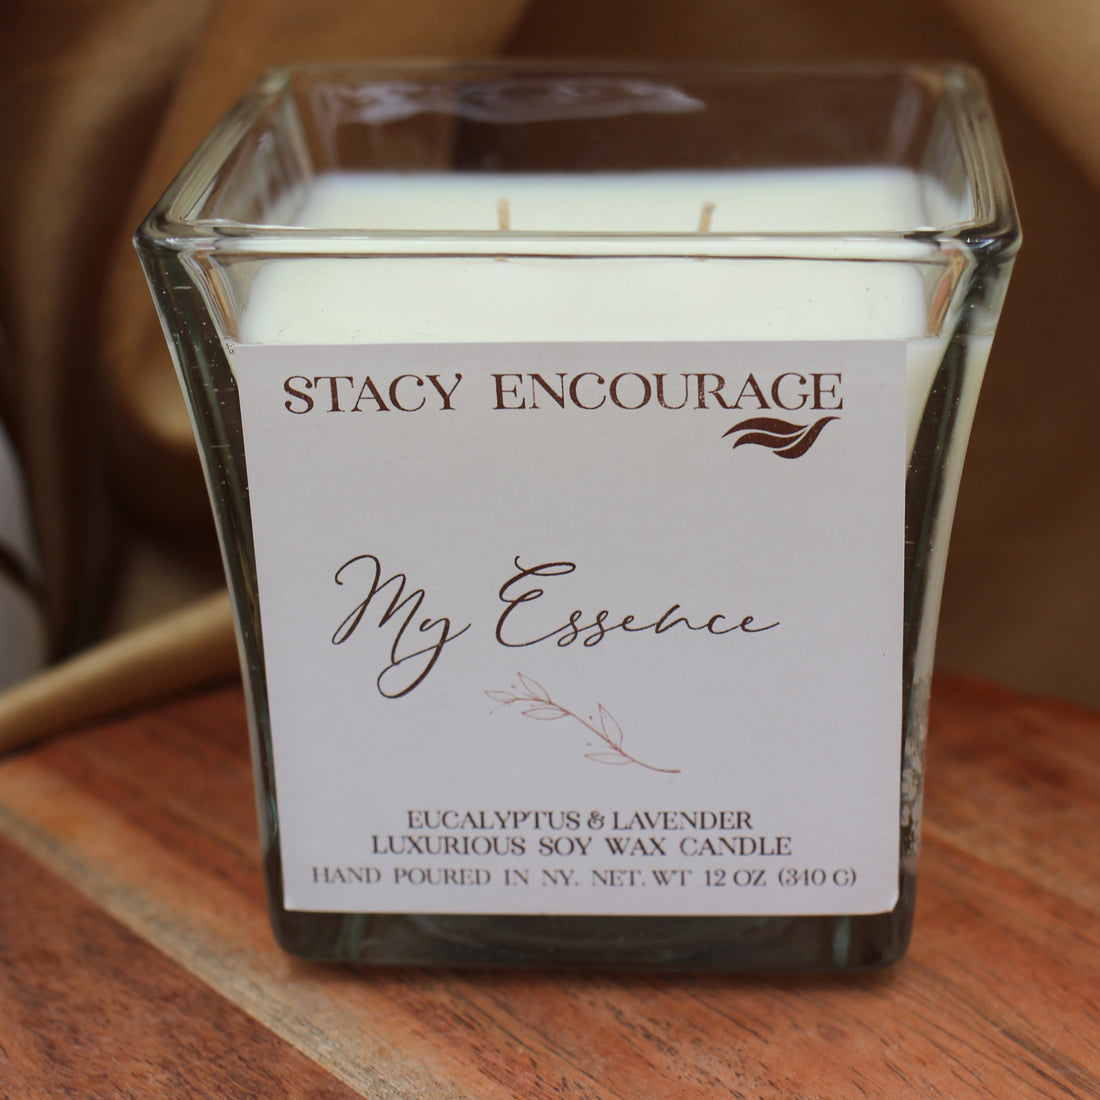 STACY ENCOURAGE
My Essence
EUCALYPTUS & LAVENDER
LUXURIOUS SOY WAX CANDLE
HAND POURED IN NY. NET. WT 12 OZ (340 G)